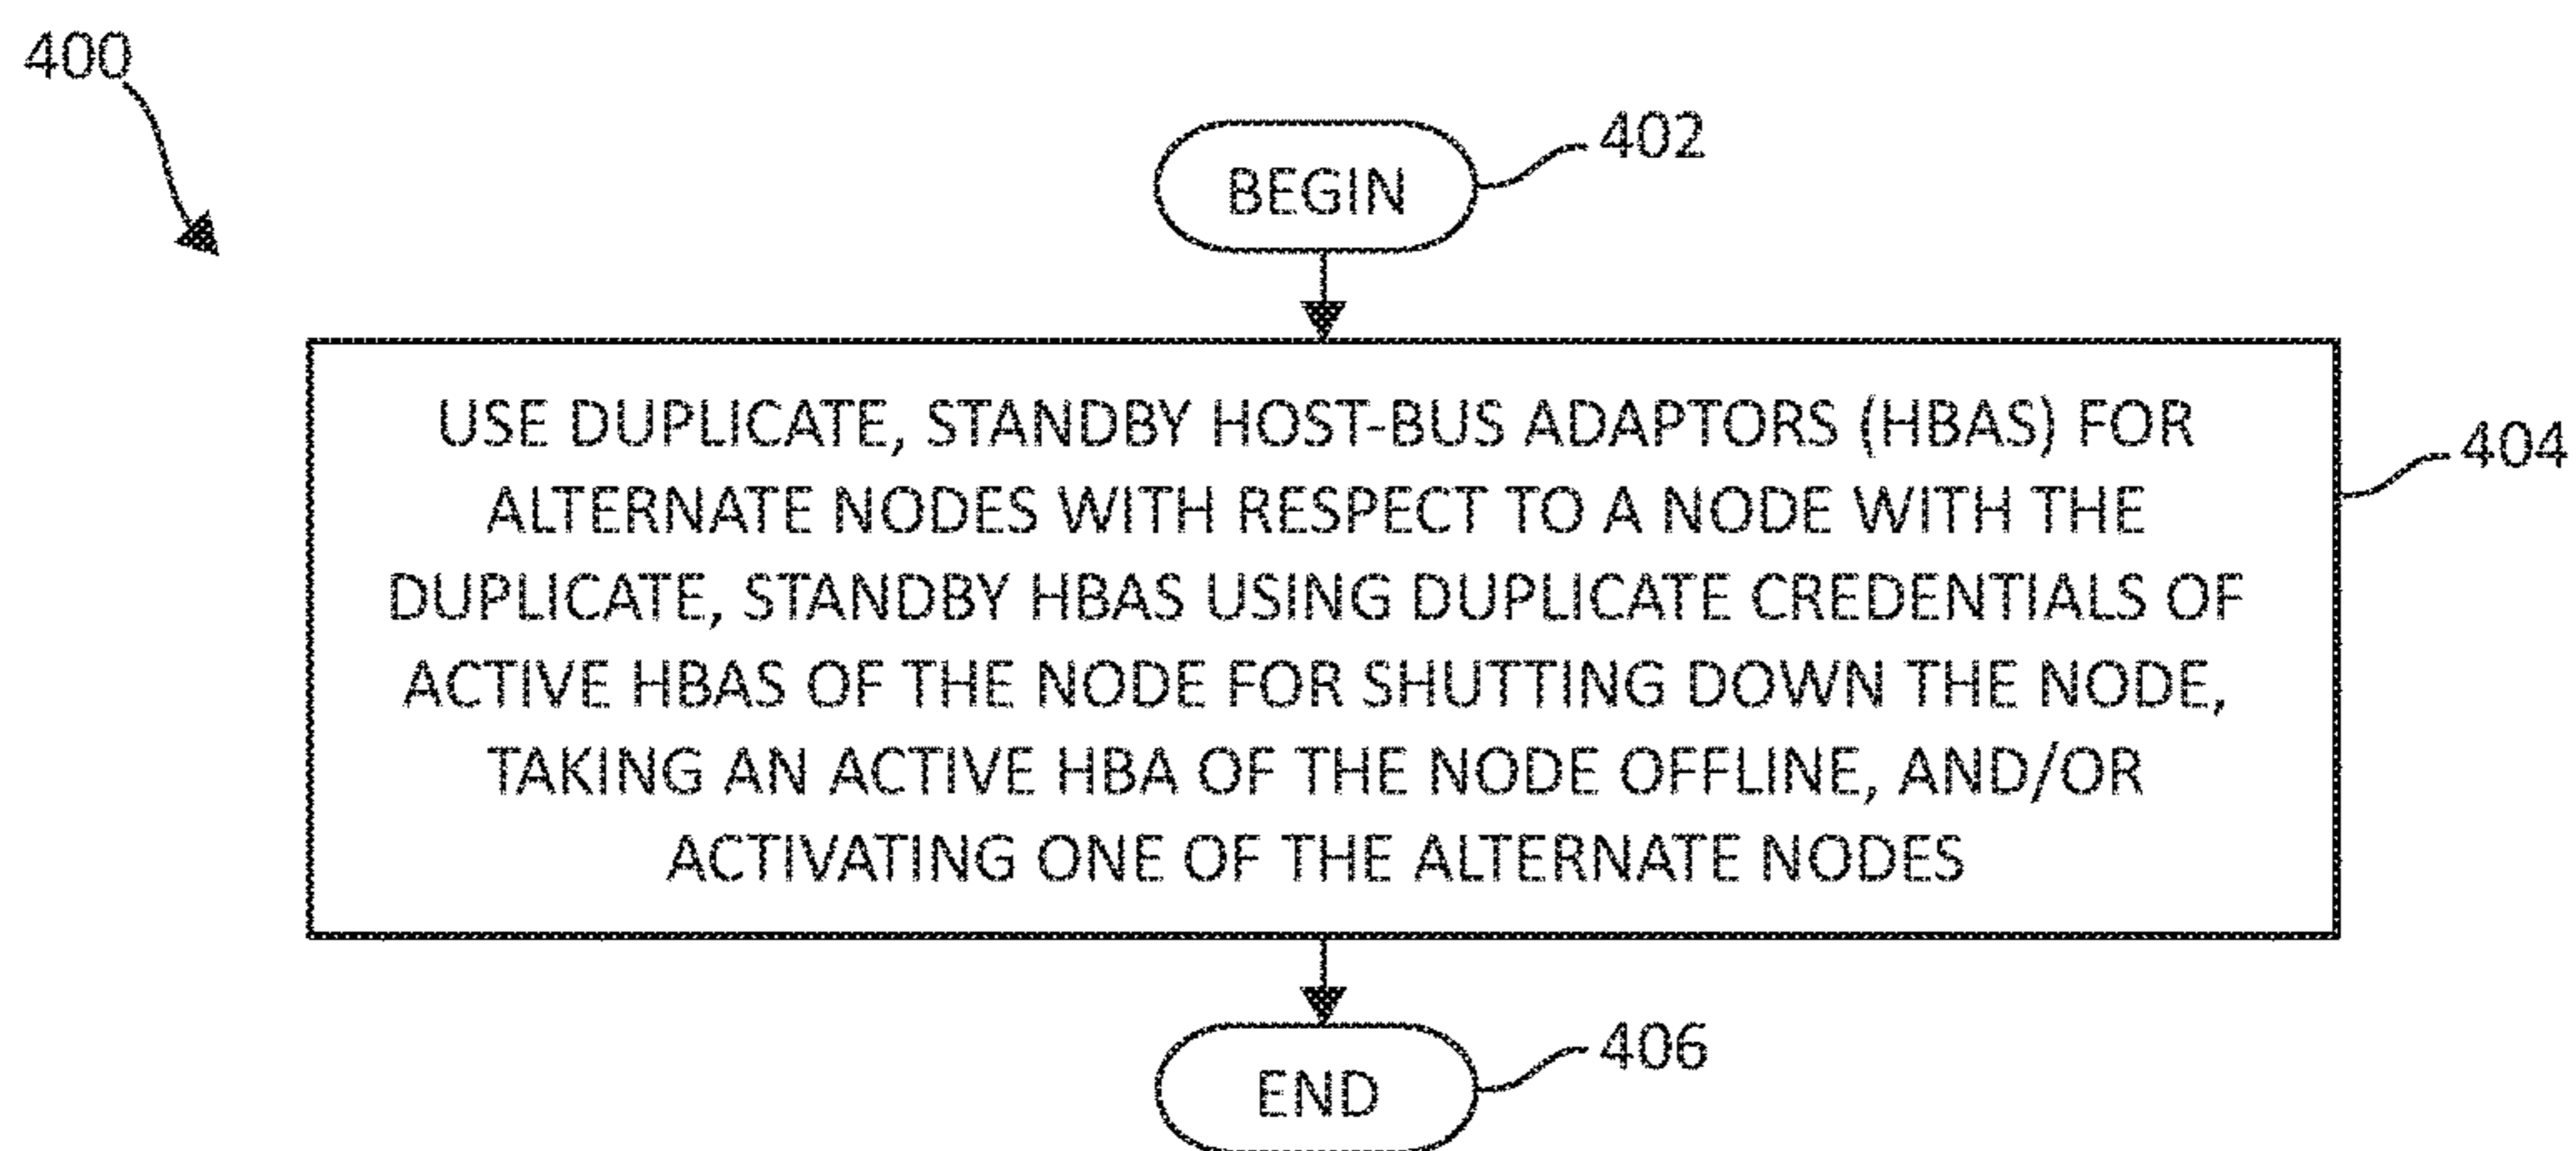 400
BEGIN
402
USE DUPLICATE, STANDBY HOST-BUS ADAPTORS (HBAS) FOR
ALTERNATE NODES WITH RESPECT TO A NODE WITH THE
DUPLICATE, STANDBY HBAS USING DUPLICATE CREDENTIALS OF
ACTIVE HBAS OF THE NODE FOR SHUTTING DOWN THE NODE,
TAKING AN ACTIVE HBA OF THE NODE OFFLINE, AND/OR
ACTIVATING ONE OF THE ALTERNATE NODES
404
END
406